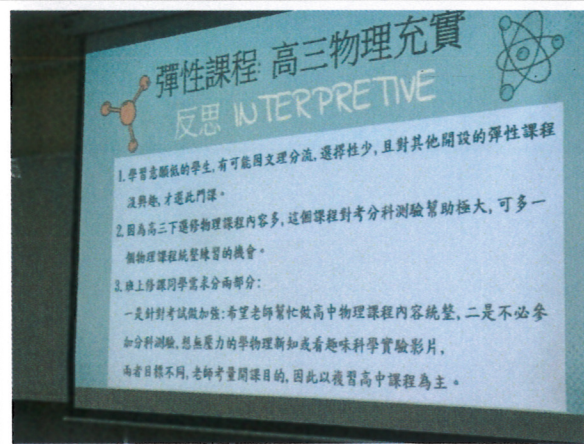 彈性課程: 高三物理充實
反思 INTERPRETIVE
1. 學習意願低的學生, 有可能因文理分流, 選擇性少, 且對其他開設的彈性課程
沒興趣, 才選此門課。
2. 因為高三下選修物理課程內容多, 這個課程對考分科測驗幫助極大, 可多一
個物理課程統整練習的機會。
3. 班上修課同學需求分兩部分:
一是針對考試做加強: 希望老師幫忙做高中物理課程內容統整, 二是不必參
加分科測驗, 想無壓力的學物理新知或看趣味科學實驗影片,
兩者目標不同, 老師考量開課目的, 因此以複習高中課程為主。